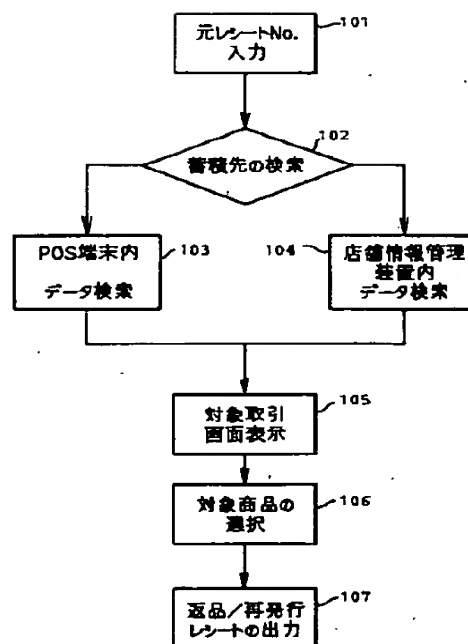 101
元レシートNo.
入力
102
蓄積先の検索
103
POS端末内
データ検索
104
店舗情報管理
装置内
データ検索
105
対象取引
画面表示
106
対象商品の
選択
107
返品/再発行
レシートの出力